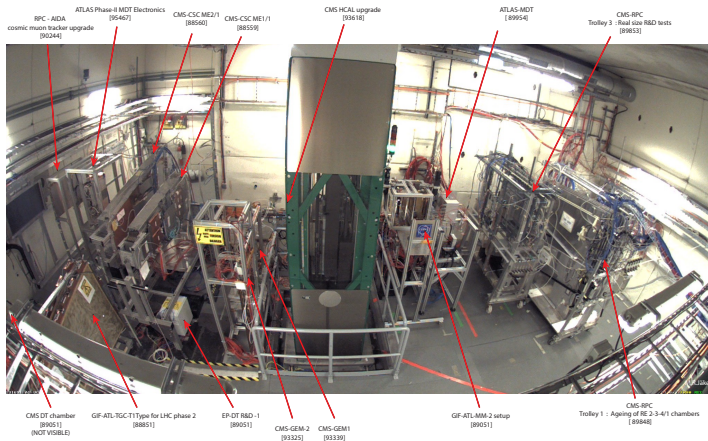 RPC - AIDA
cosmic muon tracker upgrade
[90244]
ATLAS Phase-II MDT Electronics
[95467]
CMS-CSC ME2/1
[88560]
CMS-CSC ME1/1
[88559]
CMS HCAL upgrade
[93618]
ATLAS-MDT
[ 89954]
CMS-RPC
Trolley 3 : Real size R&D tests
[89853]
CMS DT chamber
[89051]
(NOT VISIBLE)
GIF-ATL-TGC-T1Type for LHC phase 2
[88851]
EP-DT R&D -1
[89051]
CMS-GEM-2
[93325]
CMS-GEM1
[93339]
GIF-ATL-MM-2 setup
[89051]
CMS-RPC
Trolley 1 : Ageing of RE 2-3-4/1 chambers
[ 89848]